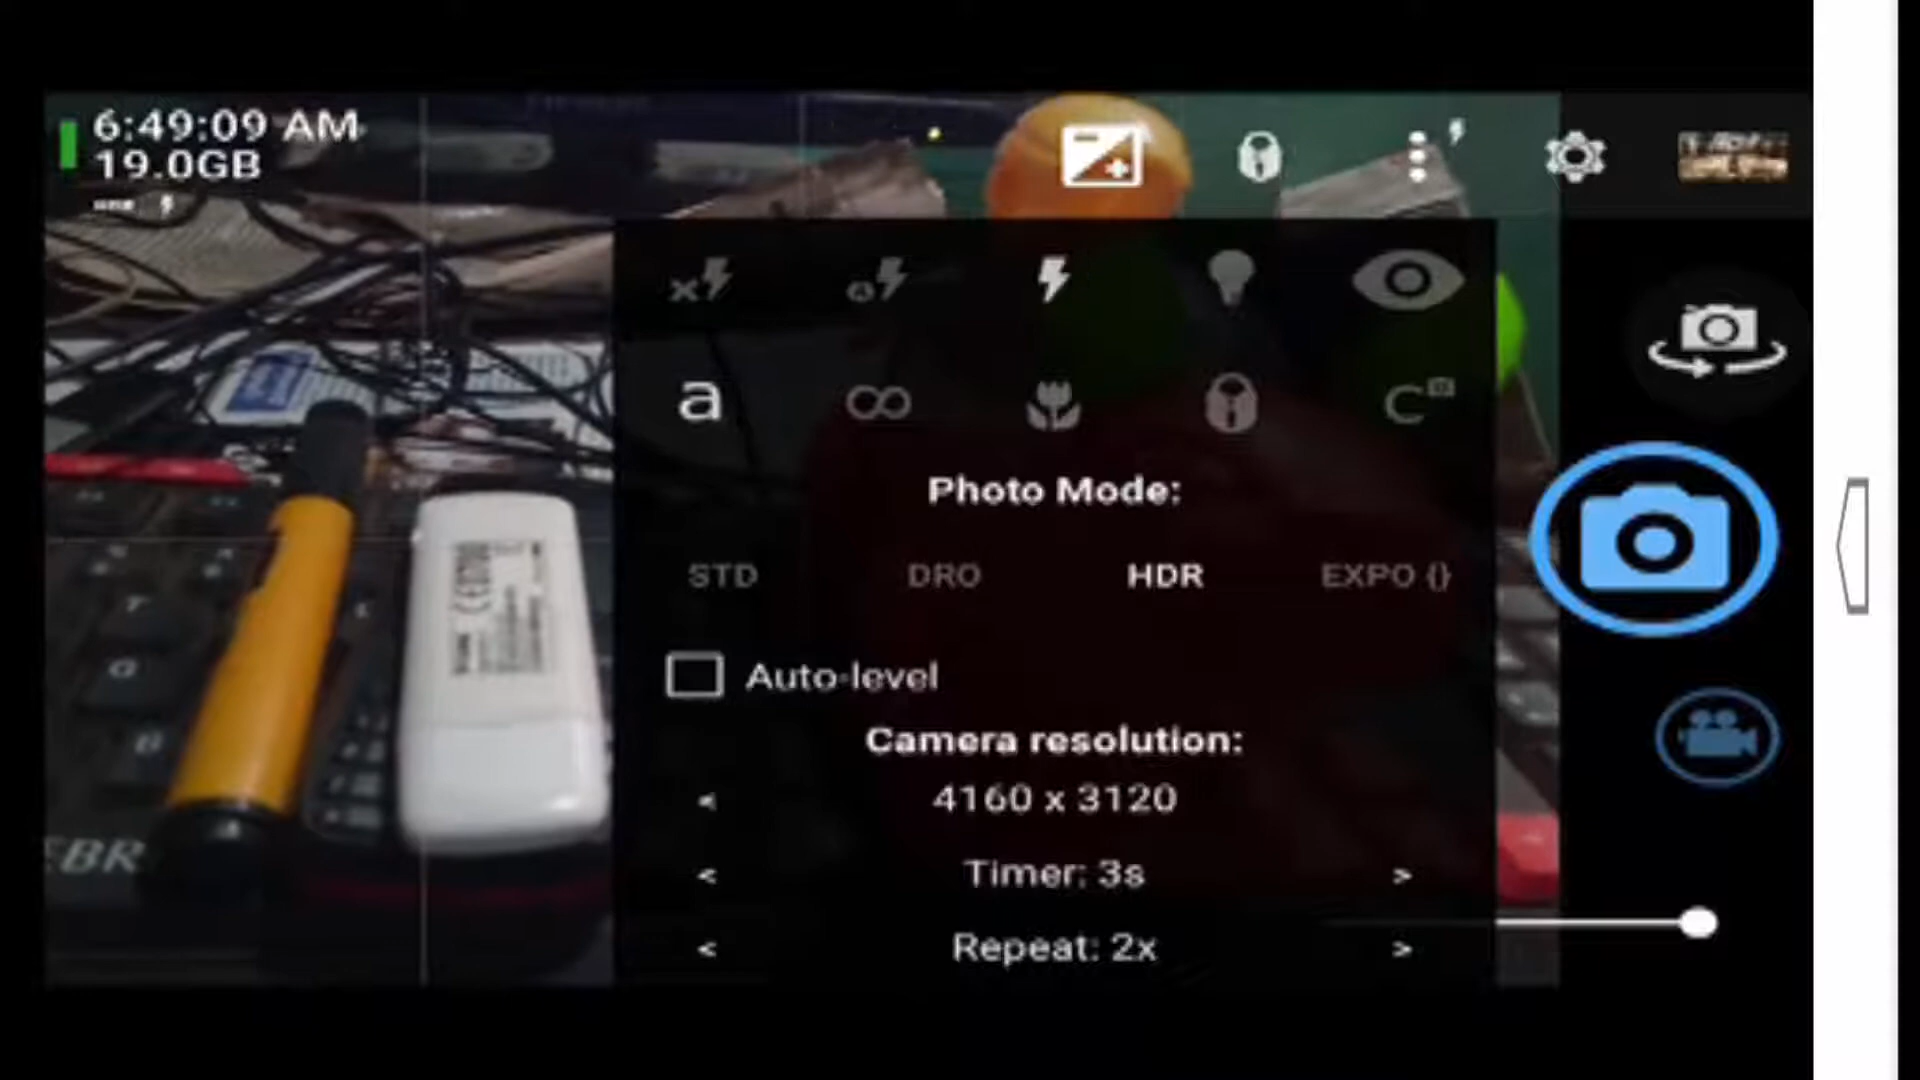 6:49:09 AM
19.0GB
a
Photo Mode:
STD DRO HDR EXPO {}
Auto-level
Camera resolution:
< 4160 x 3120
< Timer: 3s >
< Repeat: 2x >
EBR